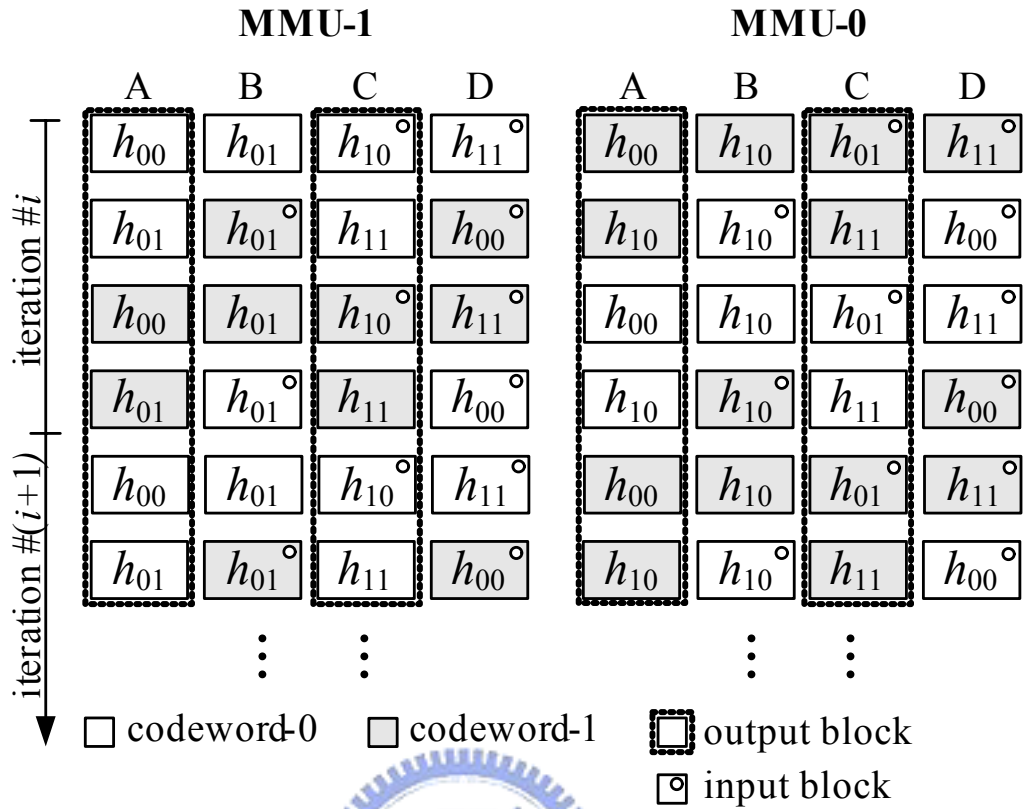 MMU-1 MMU-0
A B C D A B C D
h00 h01 h10 h11 h00 h10 h01 h11
h01 h01 h11 h00 h10 h10 h11 h00
h00 h01 h10 h11 h00 h10 h01 h11
h01 h01 h11 h00 h10 h10 h11 h00
h00 h01 h10 h11 h00 h10 h01 h11
h01 h01 h11 h00 h10 h10 h11 h00
iteration #i
iteration #(i+1)
codeword-0 codeword-1 output block
input block